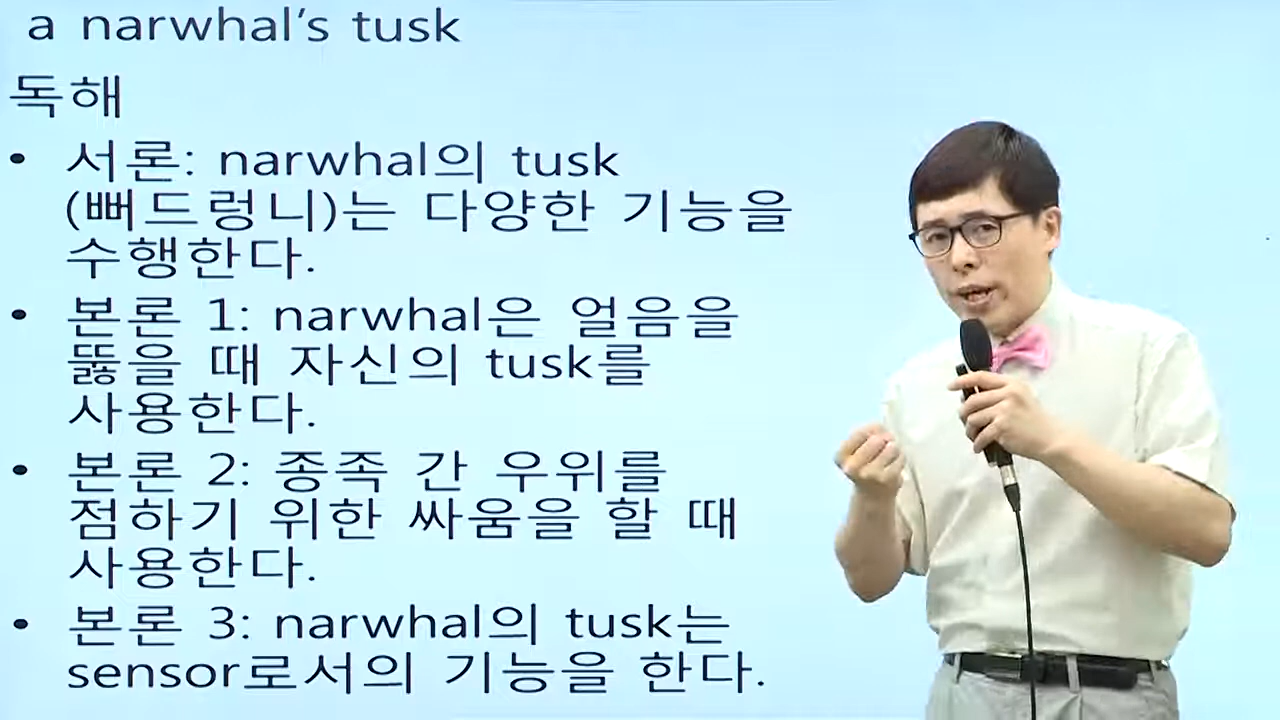 a narwhal's tusk
독해
• 서론: narwhal의 tusk
(뻐드렁니)는 다양한 기능을
수행한다.
• 본론 1: narwhal은 얼음을
뚫을 때 자신의 tusk를
사용한다.
• 본론 2: 종족 간 우위를
점하기 위한 싸움을 할 때
사용한다.
• 본론 3: narwhal의 tusk는
sensor로서의 기능을 한다.